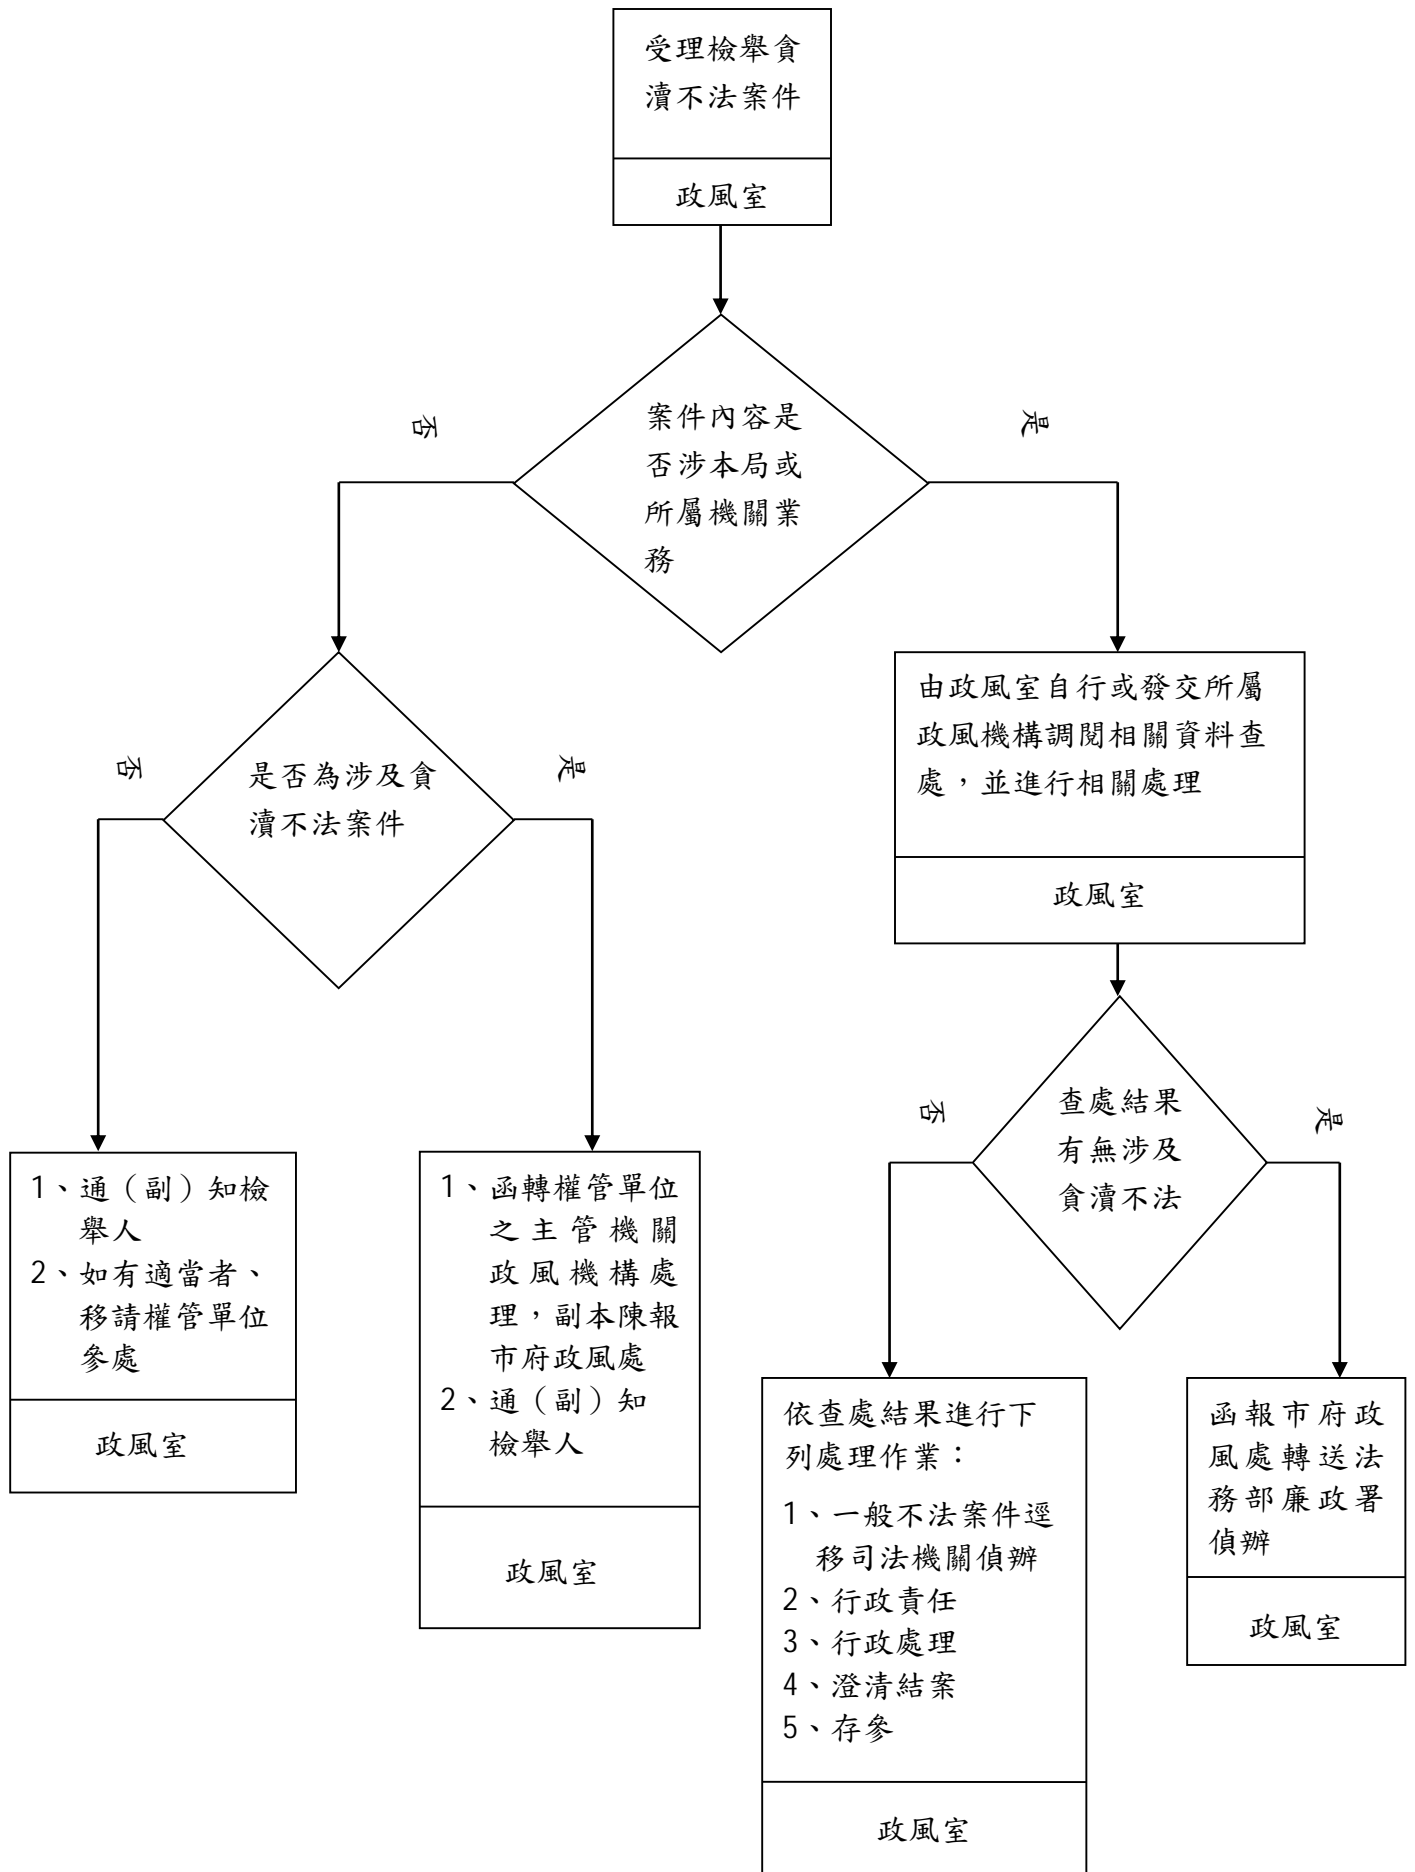 受理檢舉貪
瀆不法案件
政風室
案件內容是
否涉本局或
所屬機關業
務
否
是
是否為涉及貪
瀆不法案件
否
是
由政風室自行或發交所屬
政風機構調閱相關資料查
處，並進行相關處理
政風室
查處結果
有無涉及
貪瀆不法
否
是
1、通（副）知檢
舉人
2、如有適當者、
移請權管單位
參處
政風室
1、函轉權管單位
之主管機關
政風機構處
理，副本陳報
市府政風處
2、通（副）知
檢舉人
政風室
依查處結果進行下
列處理作業：
1、一般不法案件逕
移司法機關偵辦
2、行政責任
3、行政處理
4、澄清結案
5、存參
政風室
函報市府政
風處轉送法
務部廉政署
偵辦
政風室